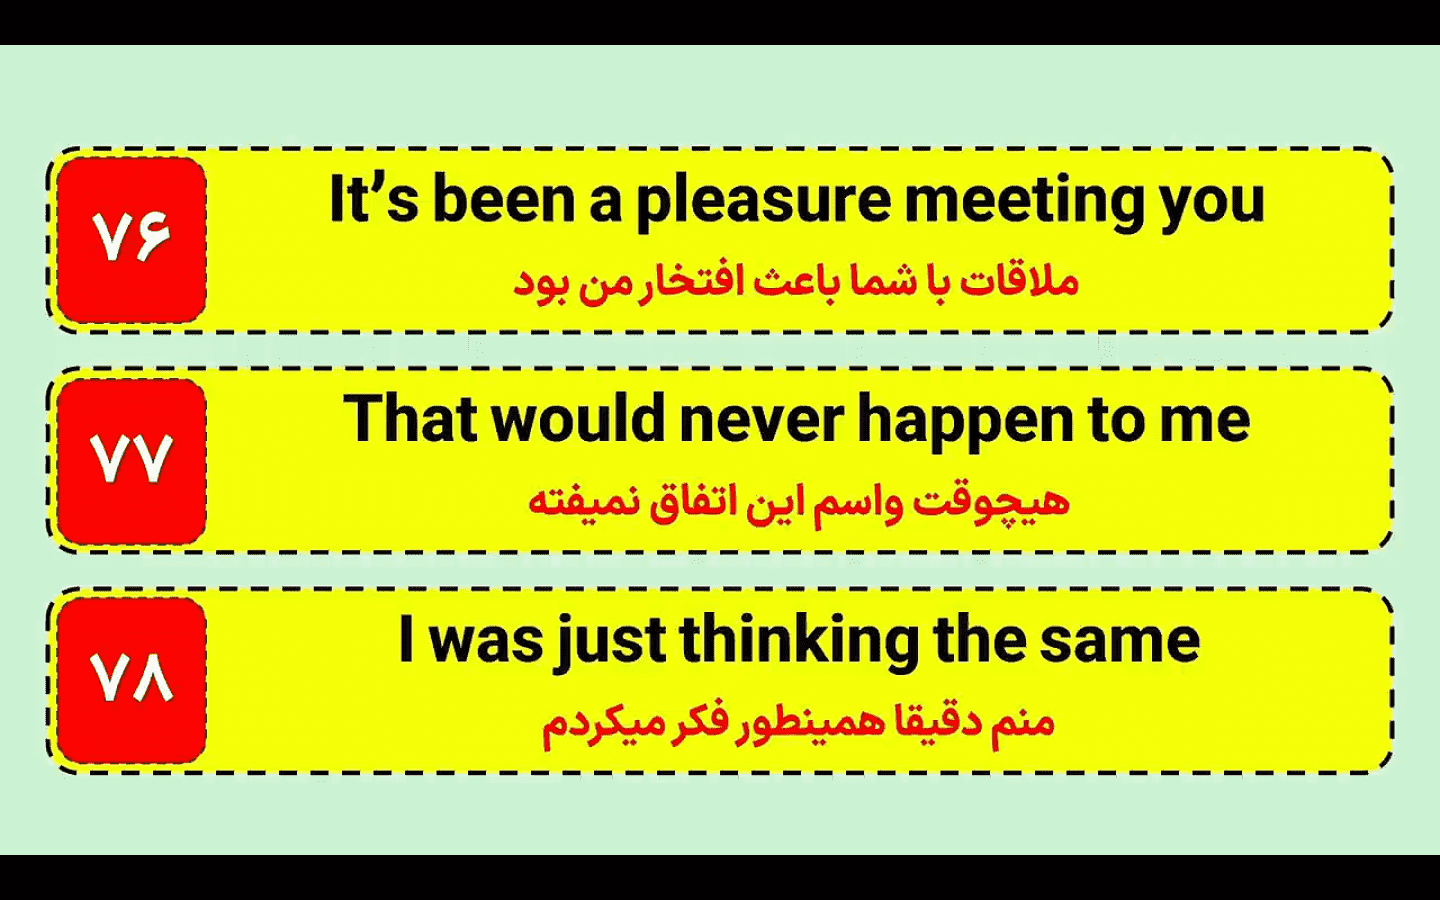 ۷۶
It’s been a pleasure meeting you
ملاقات با شما باعث افتخار من بود
۷۷
That would never happen to me
هیچوقت واسم این اتفاق نمیفته
۷۸
I was just thinking the same
منم دقیقا همینطور فکر میکردم